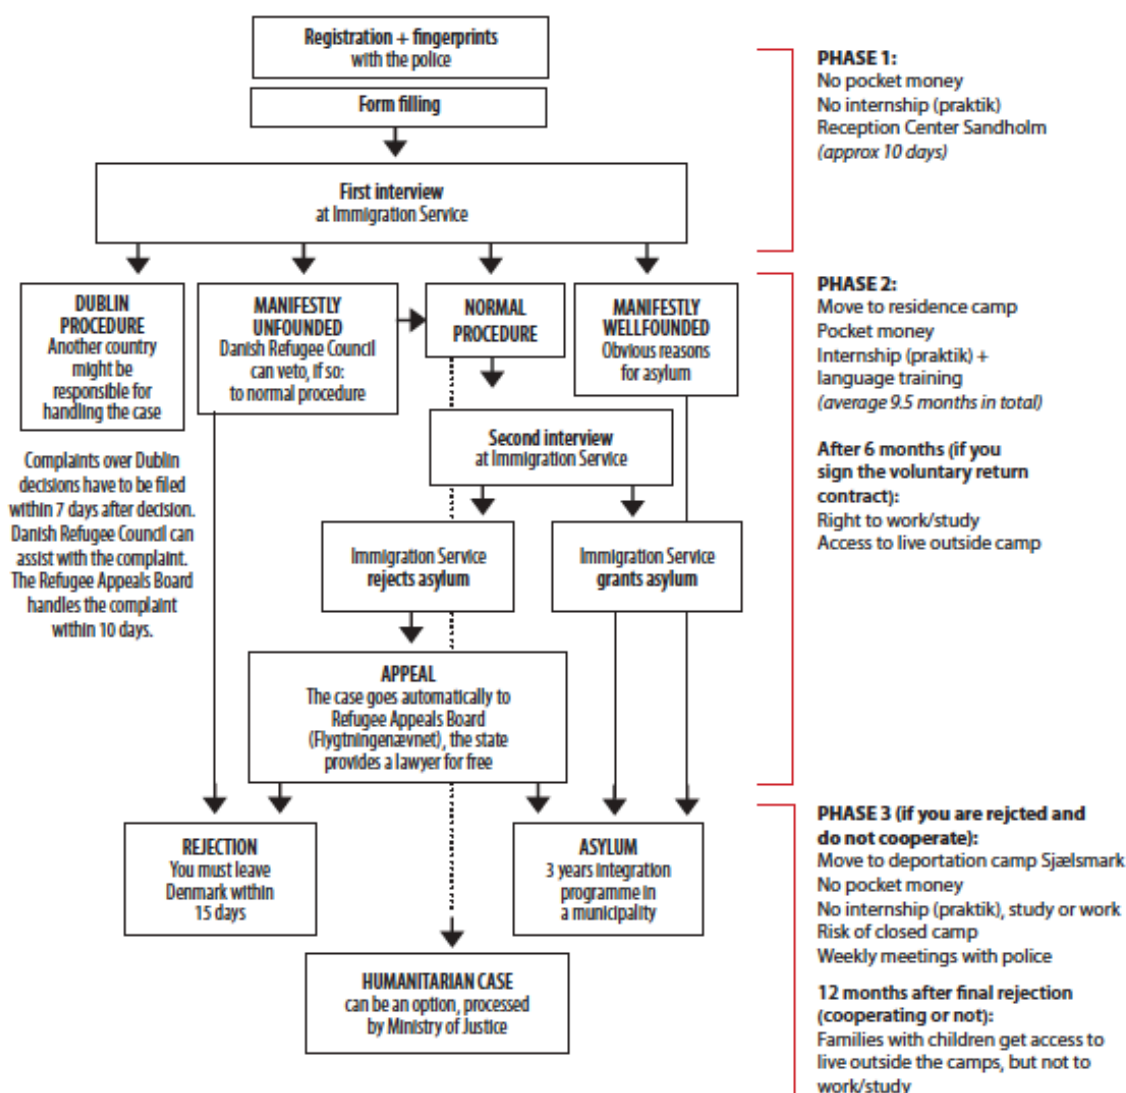 Registration + fingerprints
with the police
Form filling
First interview
at Immigration Service
DUBLIN
PROCEDURE
Another country
might be
responsible for
handling the case
MANIFESTLY
UNFOUNDED
Danish Refugee Council
can veto, if so:
to normal procedure
NORMAL
PROCEDURE
MANIFESTLY
WELLFOUNDED
Obvious reasons
for asylum
Complaints over Dublin
decisions have to be filed
within 7 days after decision.
Danish Refugee Council can
assist with the complaint.
The Refugee Appeals Board
handles the complaint
within 10 days.
Second interview
at Immigration Service
Immigration Service
rejects asylum
Immigration Service
grants asylum
APPEAL
The case goes automatically to
Refugee Appeals Board
(Flygtningenævnet), the state
provides a lawyer for free
REJECTION
You must leave
Denmark within
15 days
ASYLUM
3 years integration
programme in
a municipality
HUMANITARIAN CASE
can be an option, processed
by Ministry of Justice
PHASE 1:
No pocket money
No internship (praktik)
Reception Center Sandholm
(approx 10 days)
PHASE 2:
Move to residence camp
Pocket money
Internship (praktik) +
language training
(average 9.5 months in total)
After 6 months (if you
sign the voluntary return
contract):
Right to work/study
Access to live outside camp
PHASE 3 (if you are rejcted and
do not cooperate):
Move to deportation camp Sjælsmark
No pocket money
No internship (praktik), study or work
Risk of closed camp
Weekly meetings with police
12 months after final rejection
(cooperating or not):
Families with children get access to
live outside the camps, but not to
work/study